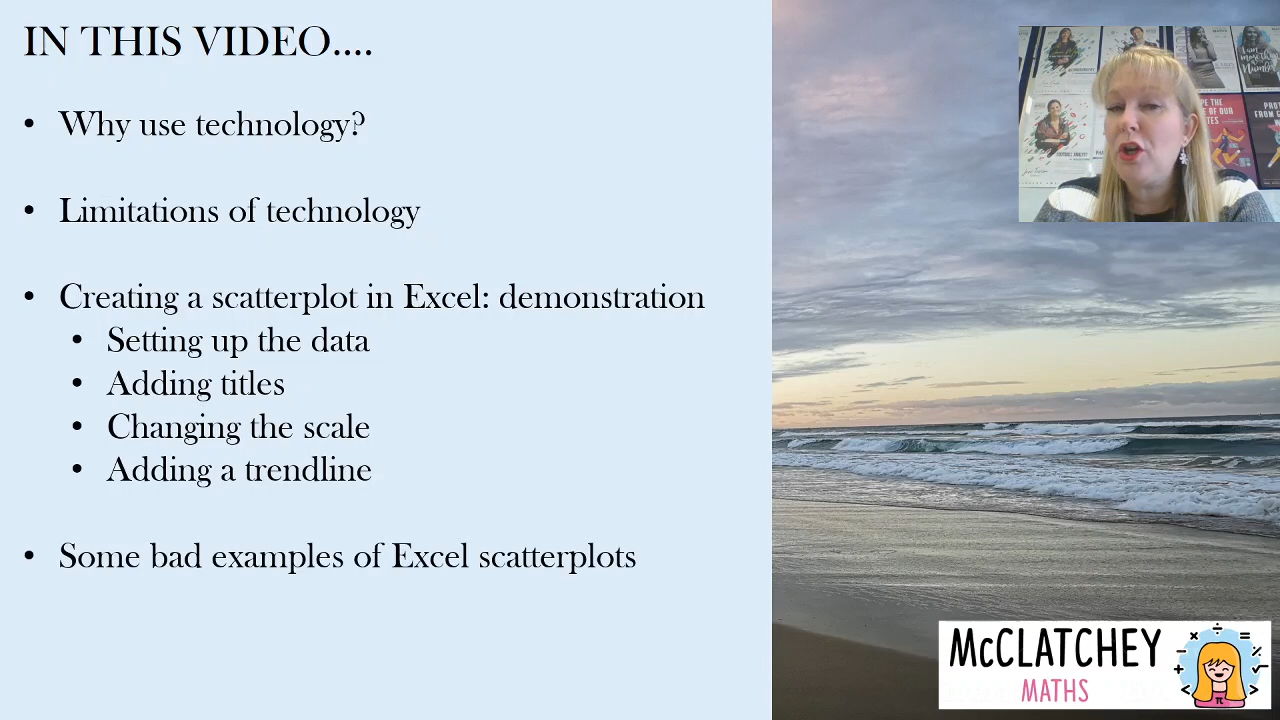 IN THIS VIDEO....
• Why use technology?
• Limitations of technology
• Creating a scatterplot in Excel: demonstration
• Setting up the data
• Adding titles
• Changing the scale
• Adding a trendline
• Some bad examples of Excel scatterplots
McCLATCHEY
MATHS